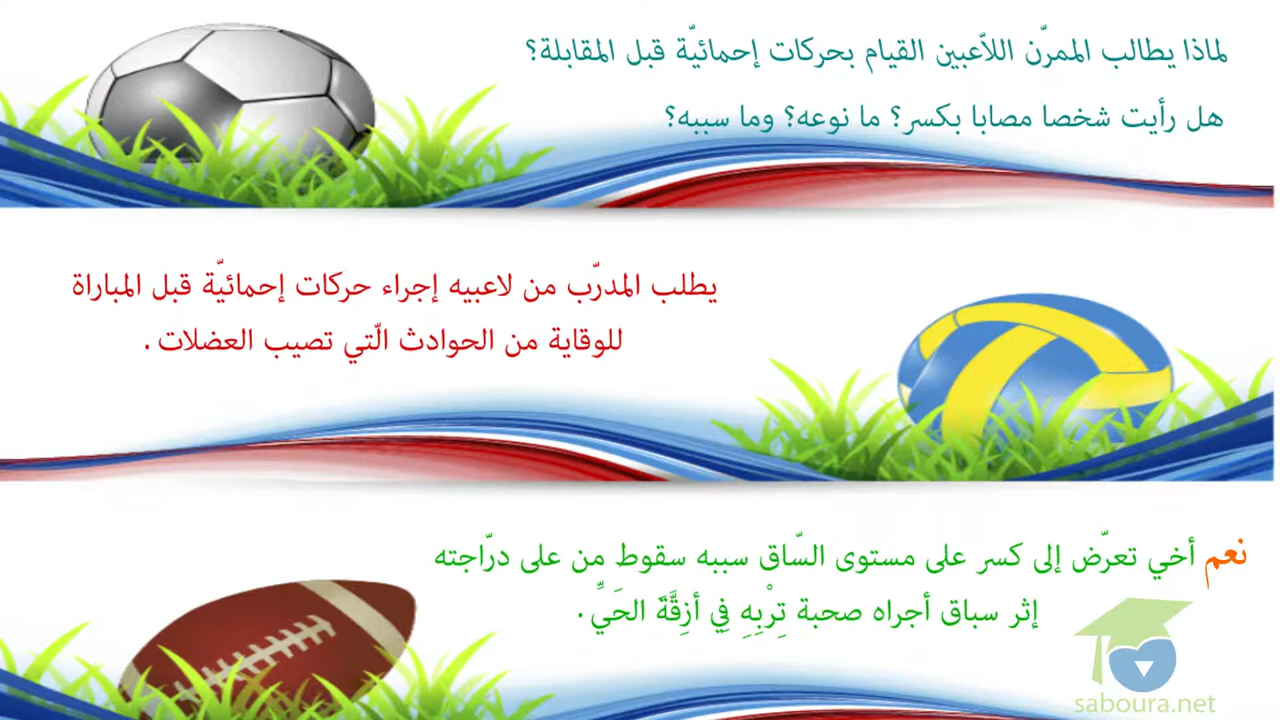 لماذا يطالب الممرّن اللاّعبين القيام بحركات إحمائيّة قبل المقابلة؟
هل رأيت شخصا مصابا بكسر؟ ما نوعه؟ وما سببه؟
يطلب المدرّب من لاعبيه إجراء حركات إحمائيّة قبل المباراة
للوقاية من الحوادث الّتي تصيب العضلات .
نعم أخي تعرّض إلى كسر على مستوى السّاق سببه سقوط من على درّاجته
إثر سباق أجراه صحبة تِرْبِهِ فِي أزِقَّةَ الحَيِّ .
saboura.net